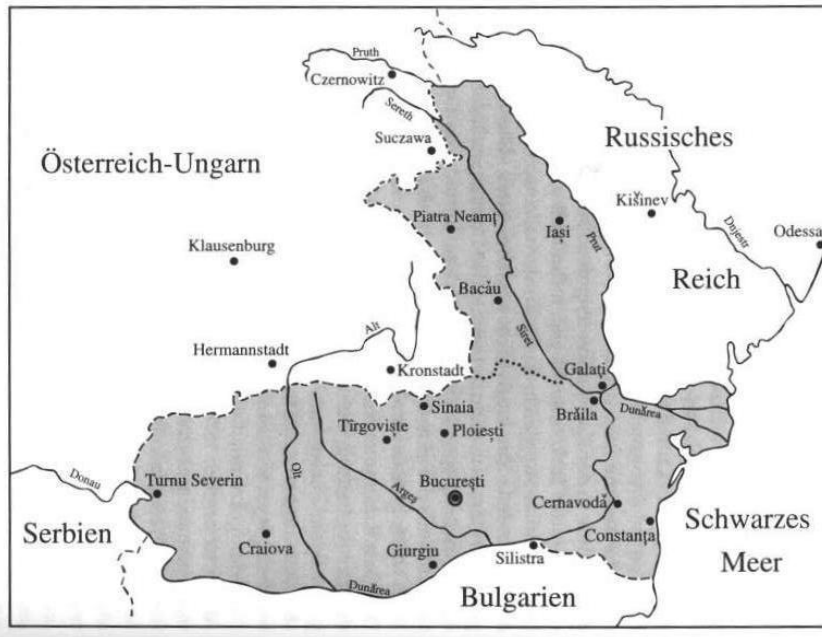 Pruth
Czernowitz
Sereth
Russisches
Suczawa
Österreich-Ungarn
Kišinev
Piatra Neamț
Iași
Dnjestr
Odessa
Klausenburg
Prut
Reich
Bacău
Siret
Alt
Hermannstadt
Kronstadt
Galați
Sinaia
Brăila
Dunărea
Tîrgoviște
Ploiești
Donau
Turnu Severin
Olt
Argeș
București
Cernavodă
Schwarzes
Serbien
Craiova
Constanța
Giurgiu
Silistra
Meer
Dunărea
Bulgarien